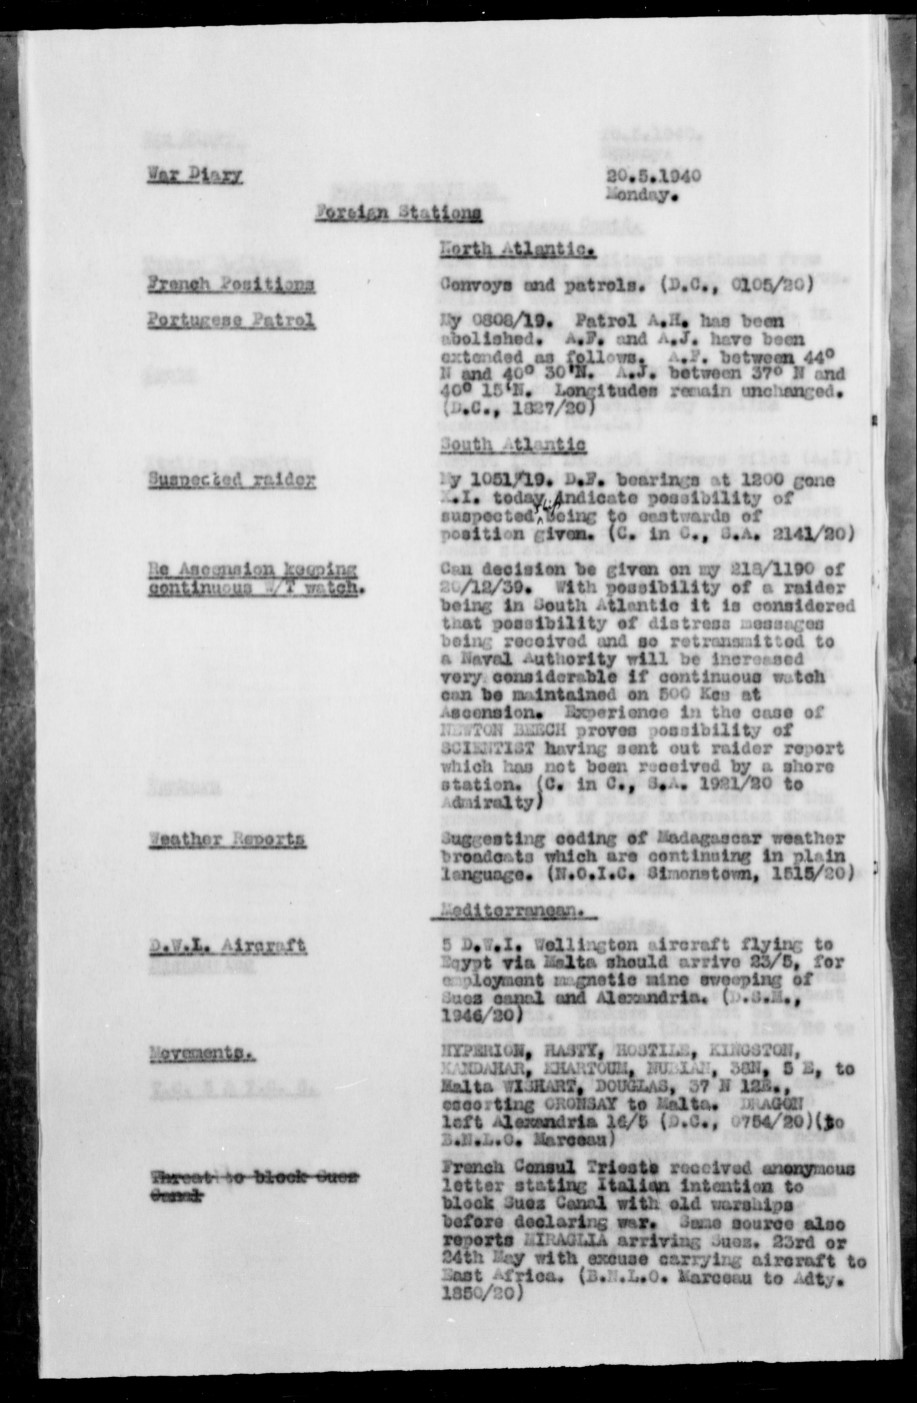 War Diary
20.5.1940
Monday.
Foreign Stations
North Atlantic.
French Positions
Convoys and patrols. (D.C., 0105/20)
Portugese Patrol
My 0808/19. Patrol A.H. has been
abolished. A.F. and A.J. have been
extended as follows. A.F. between 44°
N and 40° 30'N. A.J. between 37° N and
40° 15'N. Longitudes remain unchanged.
(D.C., 1827/20)
South Atlantic
Suspected raider
My 1051/19. D.F. bearings at 1200 gone
today indicate possibility of
suspected ship being to eastwards of
position given. (C. in C., S.A. 2141/20)
Re Ascension keeping
continuous W/T watch.
Can decision be given on my 218/1190 of
20/12/39. With possibility of a raider
being in South Atlantic it is considered
that possibility of distress messages
being received and so retransmitted to
a Naval Authority will be increased
very considerable if continuous watch
can be maintained on 500 Kcs at
Ascension. Experience in the case of
NEWTON BEECH proves possibility of
SCIENTIST having sent out raider report
which has not been received by a shore
station. (C. in C., S.A. 1921/20 to
Admiralty)
Weather Reports
Suggesting coding of Madagascar weather
broadcats which are continuing in plain
language. (N.O.I.C. Simonstown, 1515/20)
Mediterranean.
D.W.I. Aircraft
5 D.W.I. Wellington aircraft flying to
Egypt via Malta should arrive 23/5, for
employment magnetic mine sweeping of
Suez canal and Alexandria. (D.S.M.,
1946/20)
Movements.
HYPERION, HASTY, HOSTILE, KINGSTON,
KANDAHAR, KHARTOUM, NUBIAN, 38N, 5 E, to
Malta WISHART, DOUGLAS, 37 N 12E.,
escorting ORONSAY to Malta. DRAGON
left Alexandria 16/5 (D.C., 0754/20)(to
B.N.L.O. Marceau)
Threat to block Suez
Canal
French Consul Trieste received anonymous
letter stating Italian intention to
block Suez Canal with old warships
before declaring war. Same source also
reports MIRAGLIA arriving Suez. 23rd or
24th May with excuse carrying aircraft to
East Africa. (B.N.L.O. Marceau to Adty.
1850/20)